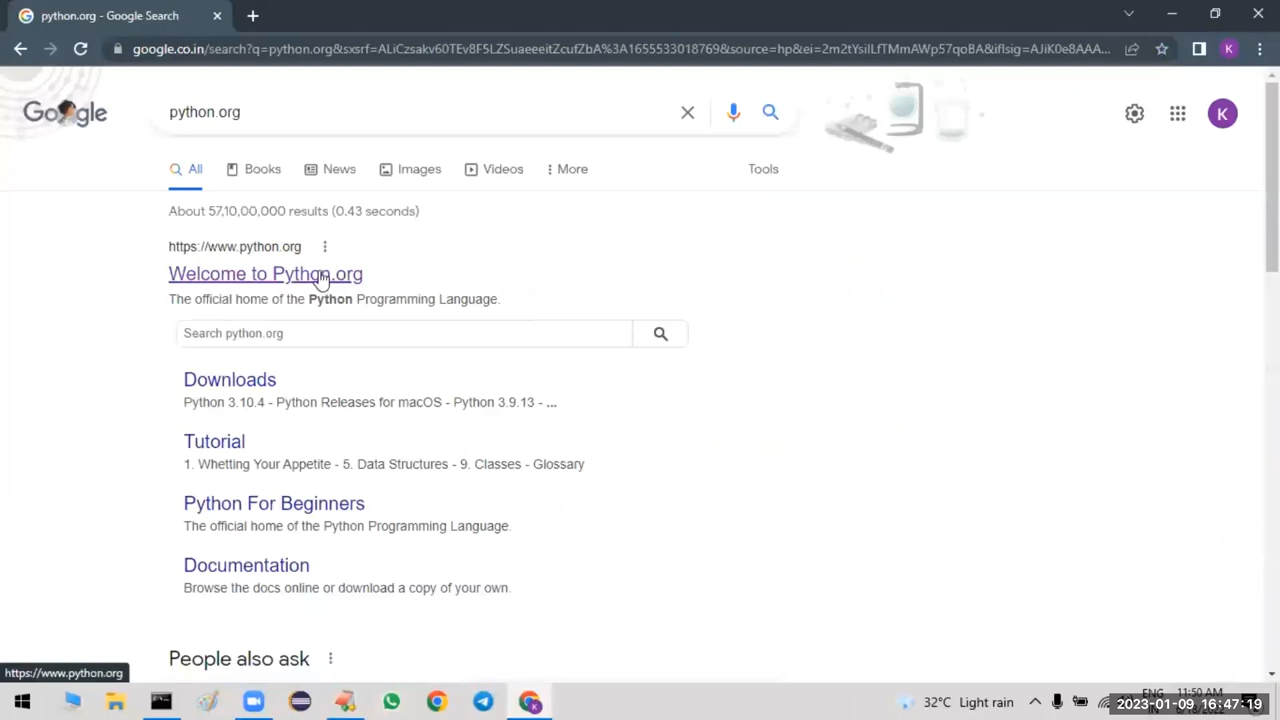 python.org - Google Search
google.co.in/search?q=python.org&sxsrf=ALiCzsakv60TEv8F5LZSuaeeeitZcufZbA%3A1655533018769&source=hp&ei=2m2tYsiLLfTMmAWp57qoBA&iflsig=AJiK0e8AAA...
K
Google
python.org
K
All
Books
News
Images
Videos
More
Tools
About 57,10,00,000 results (0.43 seconds)
https://www.python.org
Welcome to Python.org
The official home of the Python Programming Language.
Search python.org
Downloads
Python 3.10.4 - Python Releases for macOS - Python 3.9.13 - ...
Tutorial
1. Whetting Your Appetite - 5. Data Structures - 9. Classes - Glossary
Python For Beginners
The official home of the Python Programming Language.
Documentation
Browse the docs online or download a copy of your own.
People also ask
https://www.python.org
32°C Light rain
ENG
11:50 AM
2023-01-09, 16:47:19